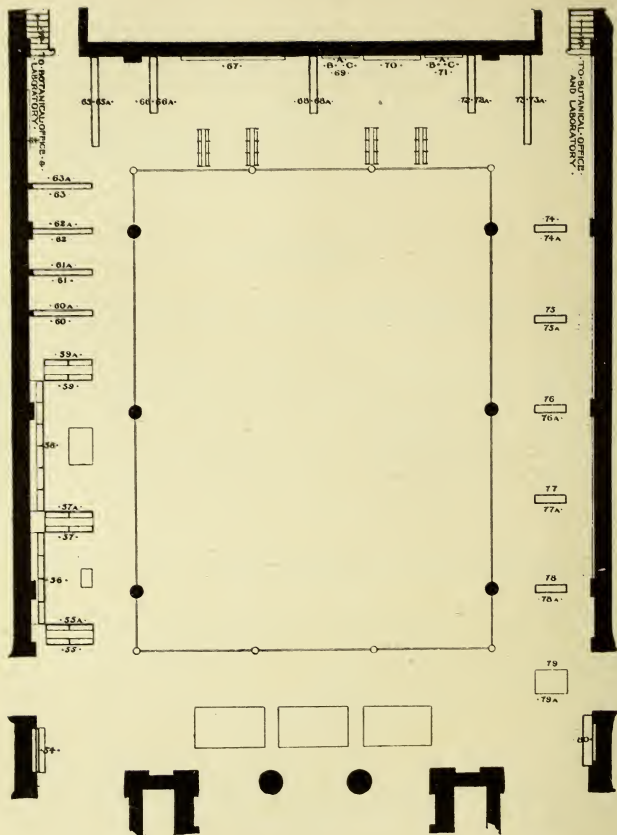 TO·BOTANICAL·OFFICE·&
LABORATORY·
·TO·BOTANICAL·OFFICE·
AND LABORATORY·
·67·
·A·
·B· ·C·
69
·70·
·A·
B· ·C·
·71·
65·65A·
·66·66A·
·68·68A·
72·72A·
73·73A·
·63A·
·63·
·62A·
·62·
·61A·
·61·
·60A·
·60·
·59A·
·59·
·58·
·57A·
·57·
·56·
·55A·
·55·
·54·
·74·
·74A·
75
75A·
76
76A·
77
77A·
78
·78A·
79
·79A·
·80·